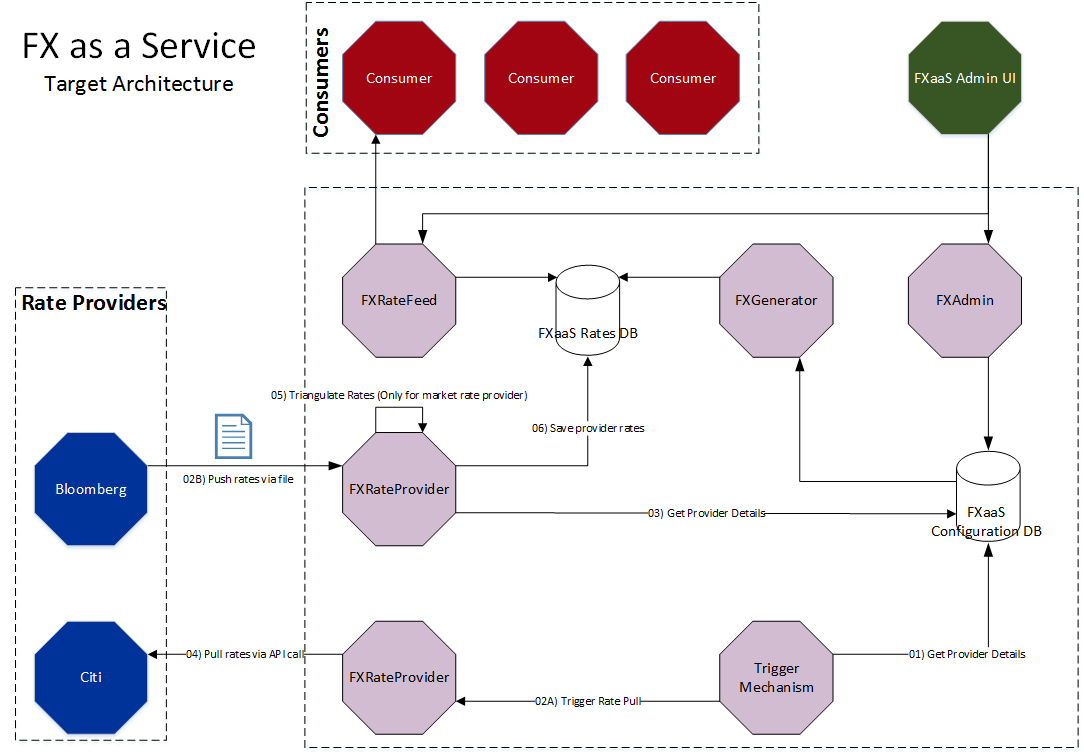 FX as a Service
Target Architecture
Consumers
Consumer
Consumer
Consumer
FXaaS Admin UI
Rate Providers
FXRateFeed
FXaaS Rates DB
FXGenerator
FXAdmin
05) Triangulate Rates (Only for market rate provider)
06) Save provider rates
Bloomberg
02B) Push rates via file
FXRateProvider
03) Get Provider Details
FXaaS
Configuration DB
Citi
04) Pull rates via API call
FXRateProvider
02A) Trigger Rate Pull
Trigger
Mechanism
01) Get Provider Details